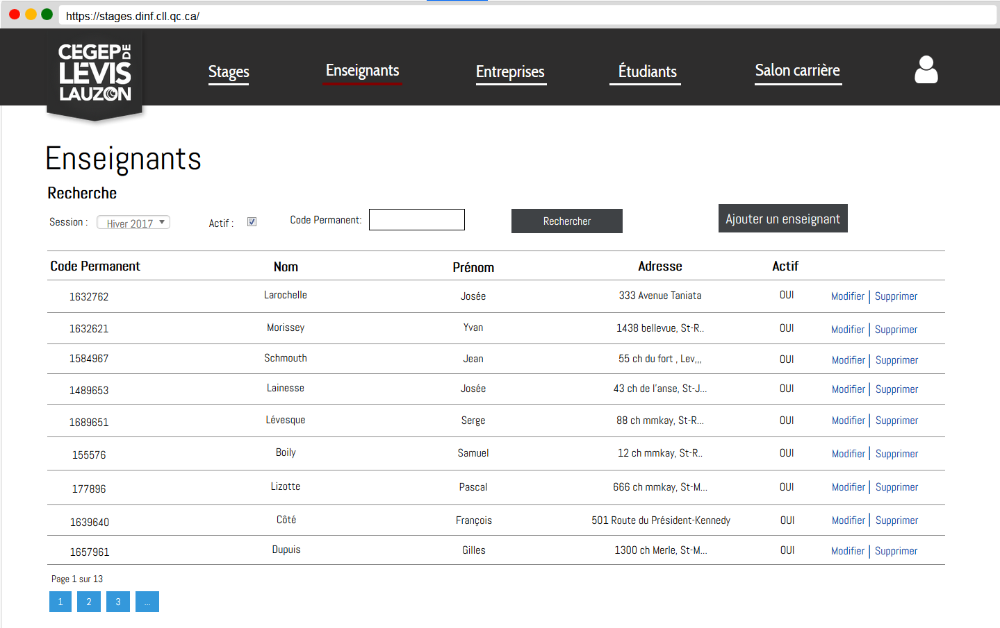 https://stages.dinf.cll.qc.ca/
CEGEP DE
LEVIS
LAUZON
Stages Enseignants Entreprises Étudiants Salon carrière
Enseignants
Recherche
Session : Hiver 2017 Actif : Code Permanent: Rechercher Ajouter un enseignant
Code Permanent Nom Prénom Adresse Actif
1632762 Larochelle Josée 333 Avenue Taniata OUI Modifier | Supprimer
1632621 Morissey Yvan 1438 bellevue, St-R.. OUI Modifier | Supprimer
1584967 Schmouth Jean 55 ch du fort , Lev,,, OUI Modifier | Supprimer
1489653 Lainesse Josée 43 ch de l'anse, St-J... OUI Modifier | Supprimer
1689651 Lévesque Serge 88 ch mmkay, St-R... OUI Modifier | Supprimer
155576 Boily Samuel 12 ch mmkay, St-R.. OUI Modifier | Supprimer
177896 Lizotte Pascal 666 ch mmkay, St-M... OUI Modifier | Supprimer
1639640 Côté François 501 Route du Président-Kennedy OUI Modifier | Supprimer
1657961 Dupuis Gilles 1300 ch Merle, St-M... OUI Modifier | Supprimer
Page 1 sur 13
1 2 3 ...